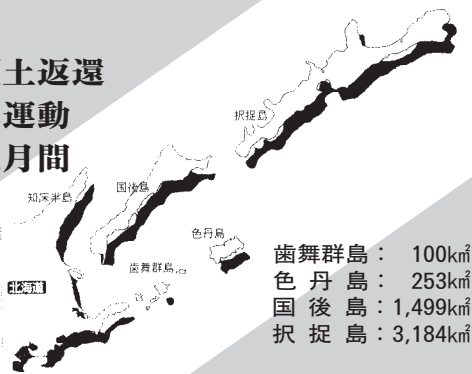 土返還
運動
月間
択捉島
知床半島
国後島
色丹島
歯舞群島
北海道
歯舞群島：　100k㎡
色 丹 島：　253k㎡
国 後 島：1,499k㎡
択 捉 島：3,184k㎡